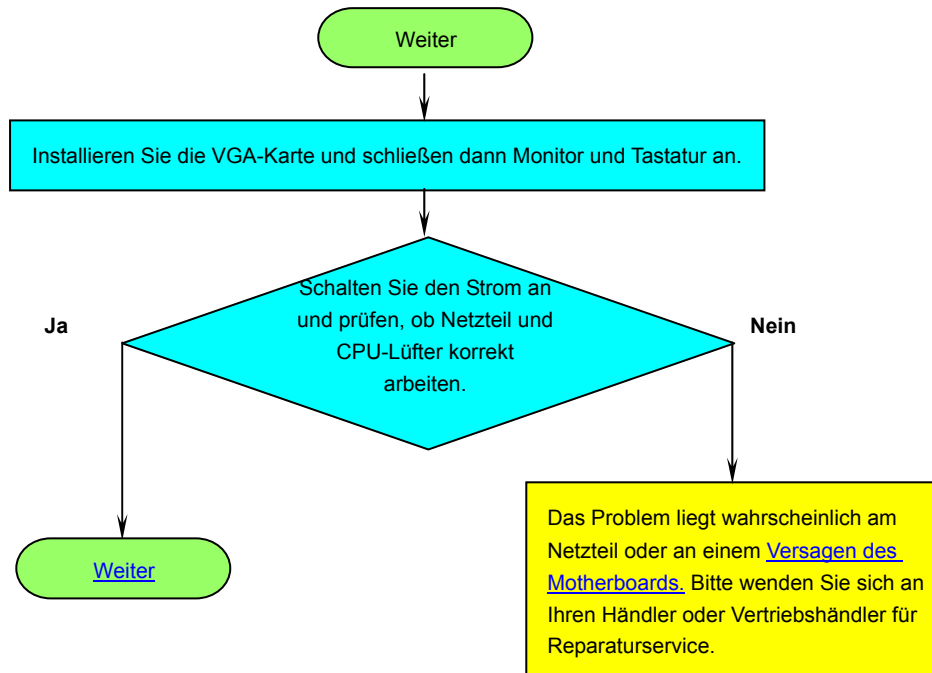 Weiter
Installieren Sie die VGA-Karte und schließen dann Monitor und Tastatur an.
Schalten Sie den Strom an
und prüfen, ob Netzteil und
CPU-Lüfter korrekt
arbeiten.
Ja
Nein
Weiter
Das Problem liegt wahrscheinlich am
Netzteil oder an einem Versagen des
Motherboards. Bitte wenden Sie sich an
Ihren Händler oder Vertriebshändler für
Reparaturservice.